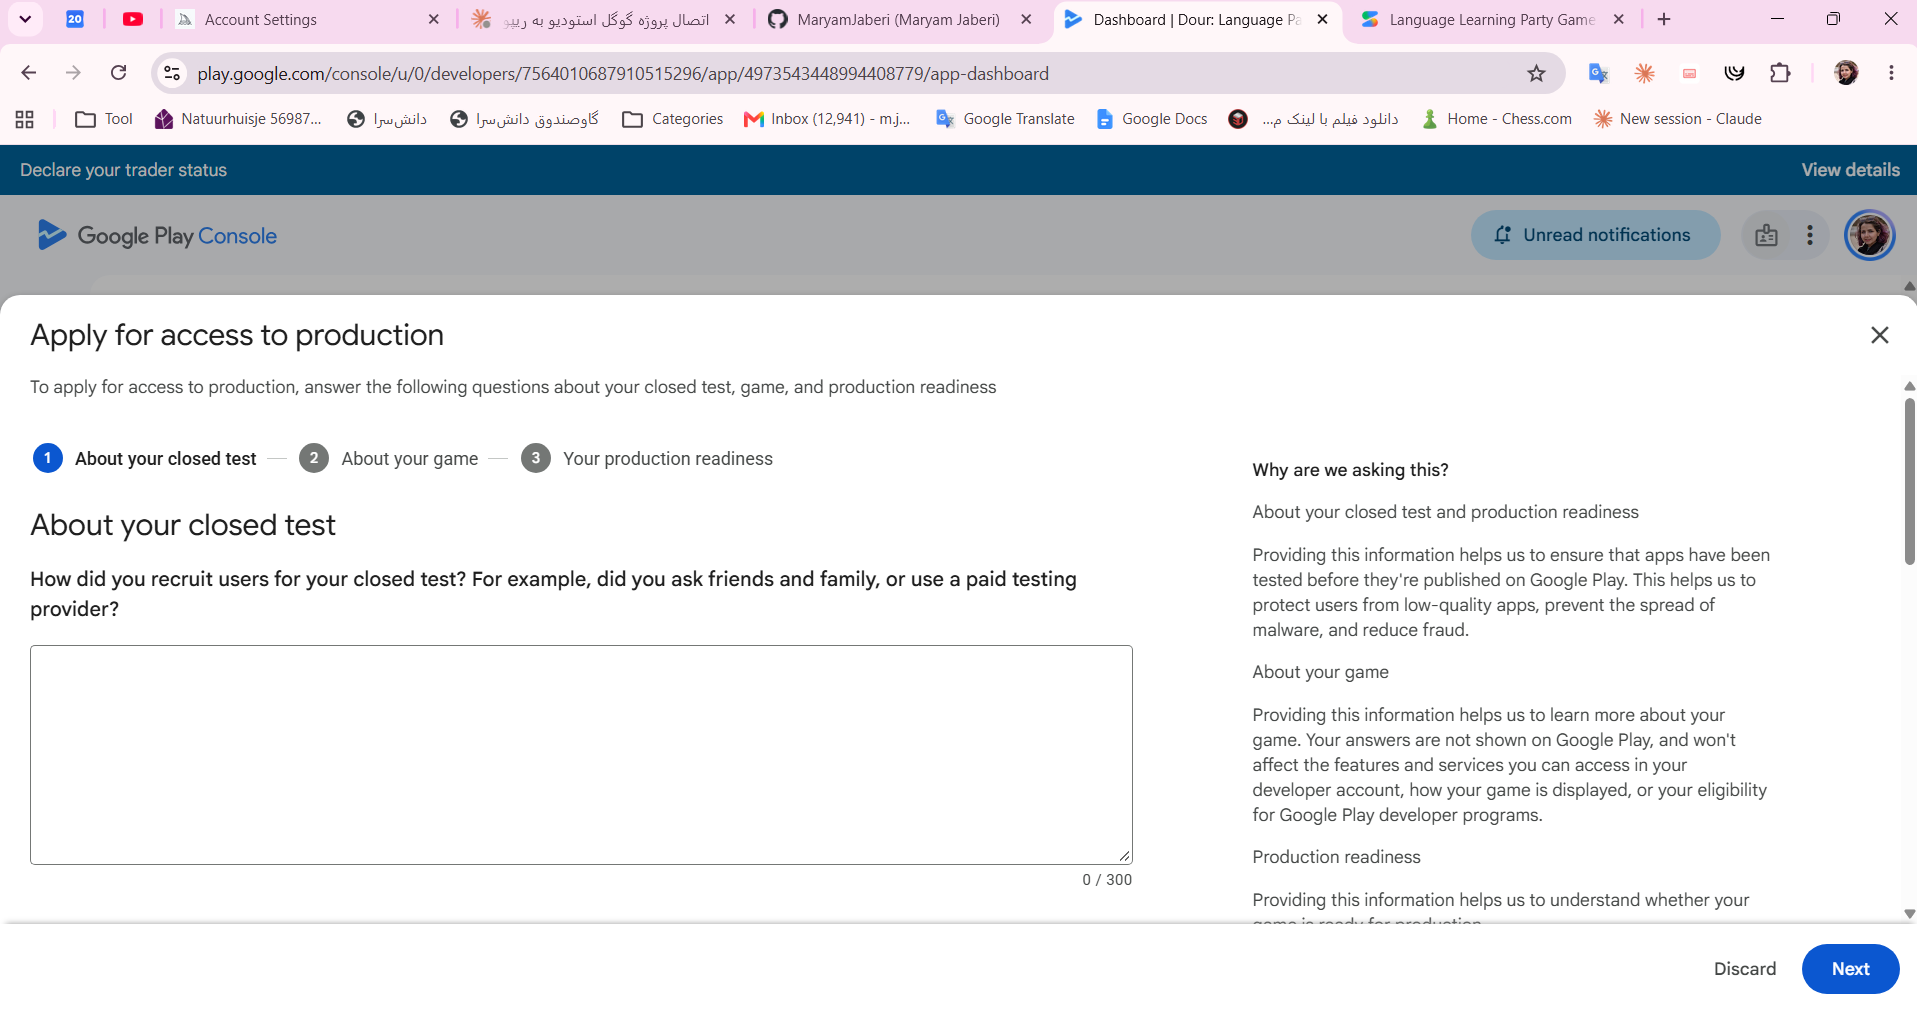 20
Account Settings
اتصال پروژه گوگل استودیو به ریپو
MaryamJaberi (Maryam Jaberi)
Dashboard | Dour: Language Pa
Language Learning Party Game
play.google.com/console/u/0/developers/7564010687910515296/app/4973543448994408779/app-dashboard
Tool
Natuurhuisje 56987...
دانش‌سرا
گاوصندوق دانش‌سرا
Categories
Inbox (12,941) - m.j...
Google Translate
Google Docs
دانلود فیلم با لینک م...
Home - Chess.com
New session - Claude
Declare your trader status
View details
Google Play Console
Unread notifications
Apply for access to production
To apply for access to production, answer the following questions about your closed test, game, and production readiness
1 About your closed test
2 About your game
3 Your production readiness
About your closed test
How did you recruit users for your closed test? For example, did you ask friends and family, or use a paid testing
provider?
0 / 300
Why are we asking this?
About your closed test and production readiness
Providing this information helps us to ensure that apps have been
tested before they're published on Google Play. This helps us to
protect users from low-quality apps, prevent the spread of
malware, and reduce fraud.
About your game
Providing this information helps us to learn more about your
game. Your answers are not shown on Google Play, and won't
affect the features and services you can access in your
developer account, how your game is displayed, or your eligibility
for Google Play developer programs.
Production readiness
Providing this information helps us to understand whether your
game is ready for production
Discard
Next